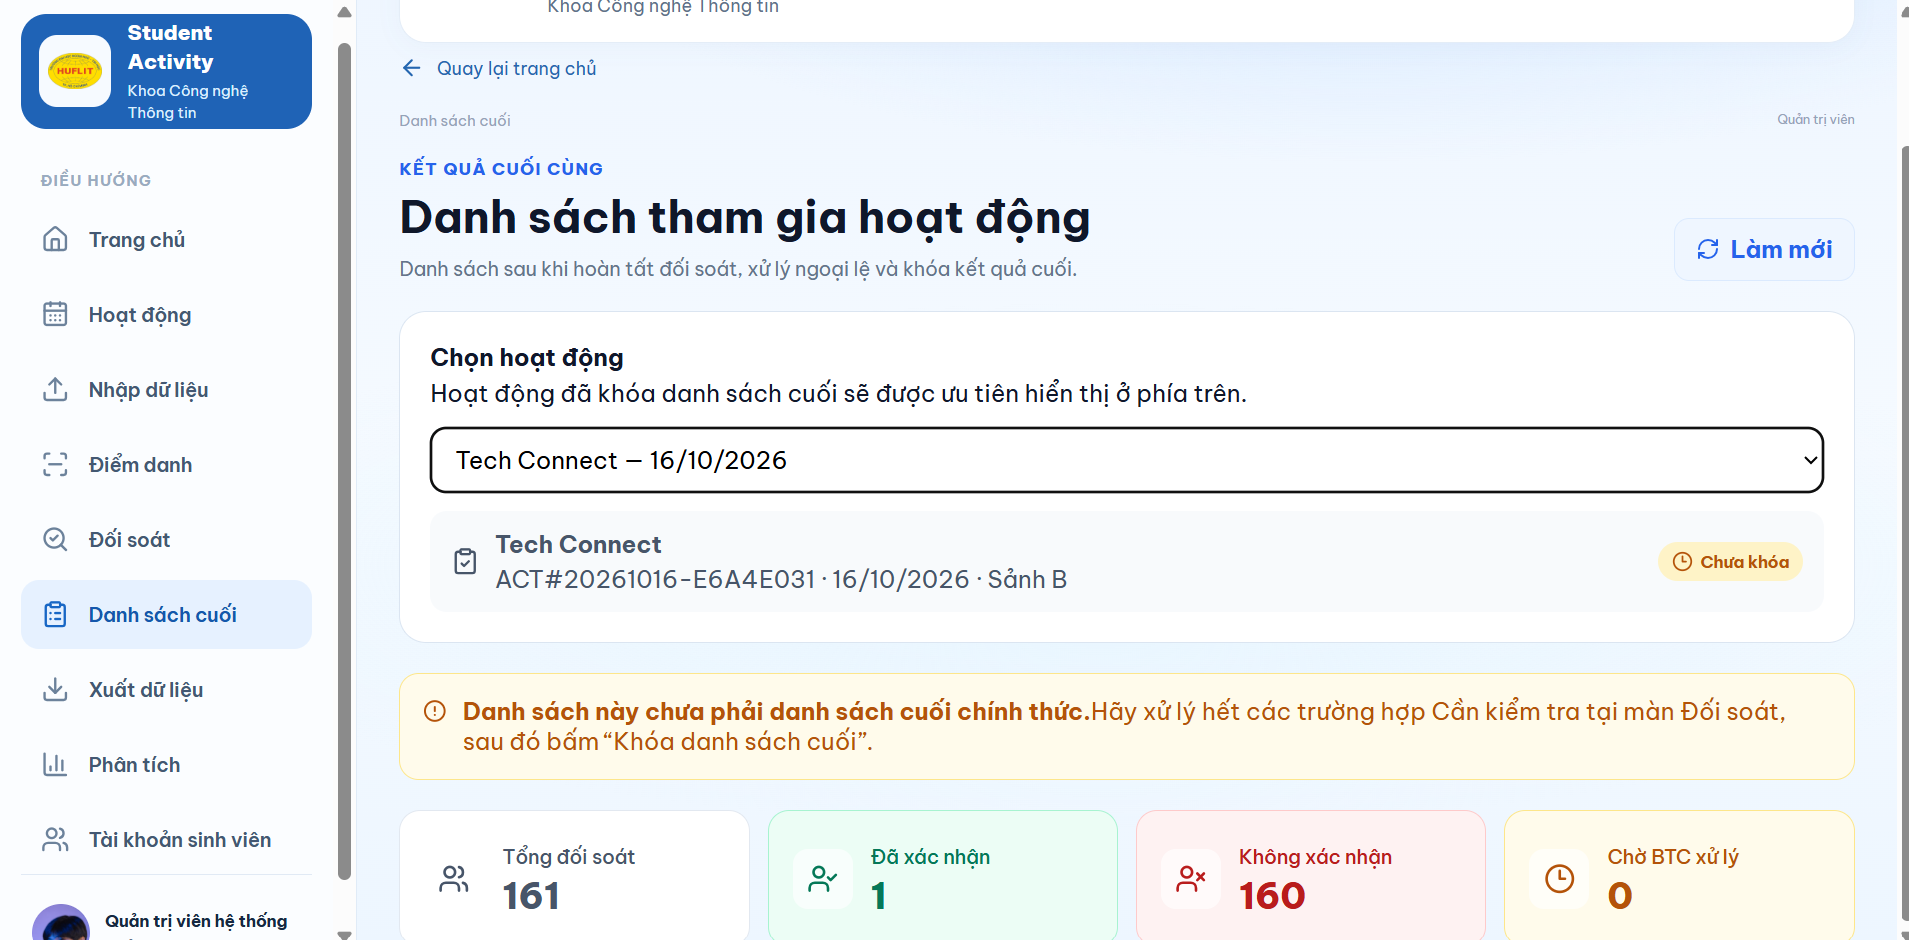 Student
Activity
Khoa Công nghệ
Thông tin
HUFLIT
ĐIỀU HƯỚNG
Trang chủ
Hoạt động
Nhập dữ liệu
Điểm danh
Đối soát
Danh sách cuối
Xuất dữ liệu
Phân tích
Tài khoản sinh viên
Quản trị viên hệ thống
Khoa Công nghệ Thông tin
Quay lại trang chủ
Danh sách cuối
Quản trị viên
KẾT QUẢ CUỐI CÙNG
Danh sách tham gia hoạt động
Danh sách sau khi hoàn tất đối soát, xử lý ngoại lệ và khóa kết quả cuối.
Làm mới
Chọn hoạt động
Hoạt động đã khóa danh sách cuối sẽ được ưu tiên hiển thị ở phía trên.
Tech Connect — 16/10/2026
Tech Connect
ACT#20261016-E6A4E031 · 16/10/2026 · Sảnh B
Chưa khóa
Danh sách này chưa phải danh sách cuối chính thức.Hãy xử lý hết các trường hợp Cần kiểm tra tại màn Đối soát,
sau đó bấm “Khóa danh sách cuối”.
Tổng đối soát
161
Đã xác nhận
1
Không xác nhận
160
Chờ BTC xử lý
0